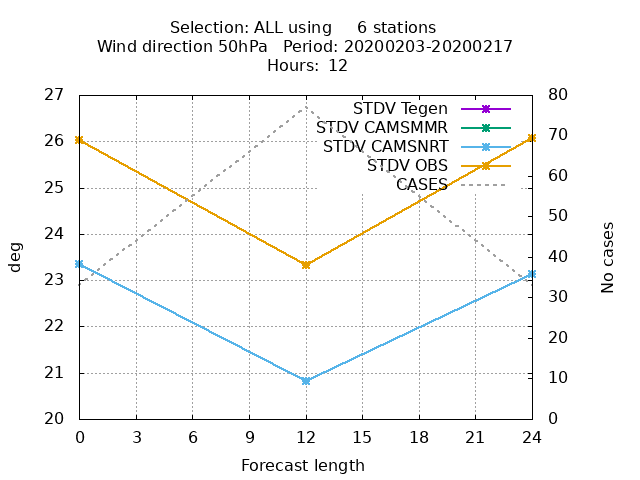 Selection: ALL using     6 stations
Wind direction 50hPa   Period: 20200203-20200217
Hours:  12
27
26
25
24
23
22
21
20
80
70
60
50
40
30
20
10
0
STDV Tegen
STDV CAMSMMR
STDV CAMSNRT
STDV OBS
CASES
deg
No cases
0 3 6 9 12 15 18 21 24
Forecast length